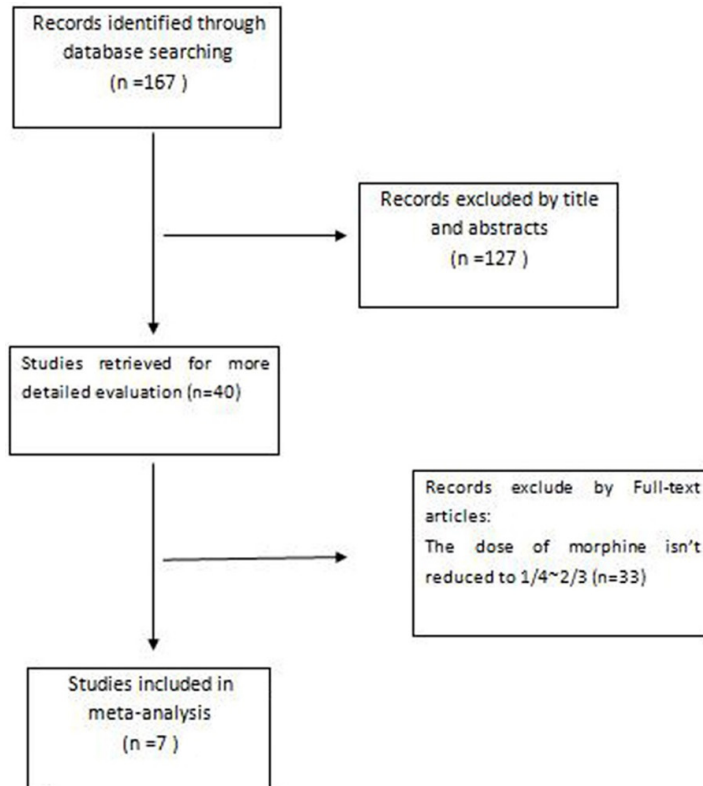 Records identified through
database searching
(n =167 )
Records excluded by title
and abstracts
(n =127 )
Studies retrieved for more
detailed evaluation (n=40)
Records exclude by Full-text
articles:
The dose of morphine isn't
reduced to 1/4~2/3 (n=33)
Studies included in
meta-analysis
(n =7 )